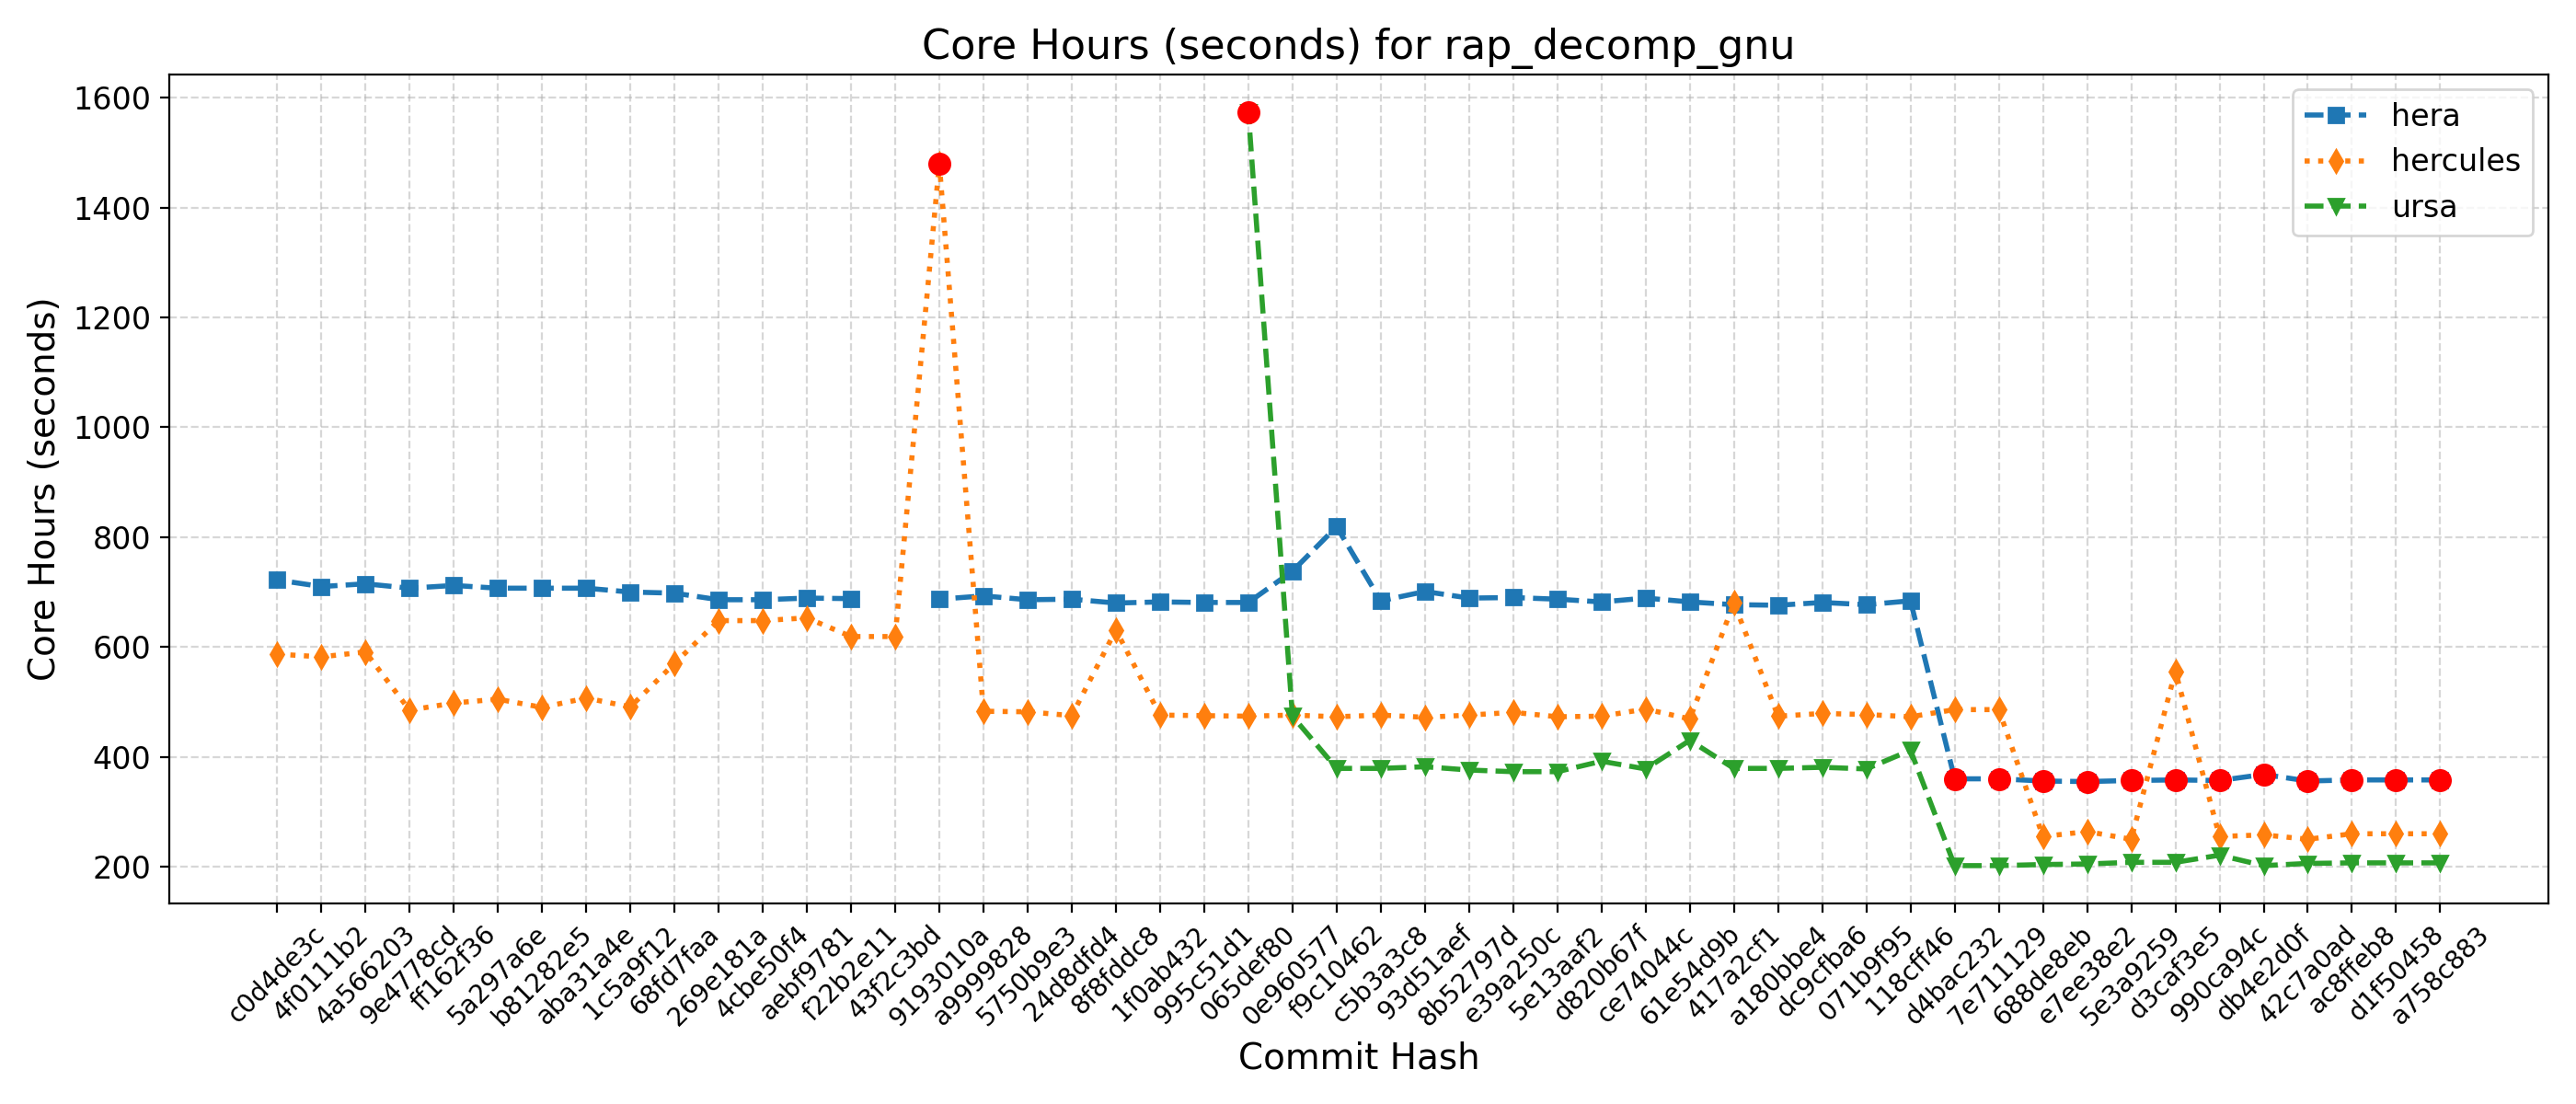 Core Hours (seconds) for rap_decomp_gnu
Core Hours (seconds)
1600
1400
1200
1000
800
600
400
200
hera
hercules
ursa
c0d4de3c
4f0111b2
4a566203
9e4778cd
ff162f36
5a297a6e
b81282e5
aba31a4e
1c5a9f12
68fd7faa
269e181a
4cbe50f4
aebf9781
f22b2e11
43f2c3bd
9193010a
a9999828
5750b9e3
24d8dfd4
8f8fddc8
1f0ab432
995c51d1
065def80
0e960577
f9c10462
c5b3a3c8
93d51aef
8b52797d
e39a250c
5e13aaf2
d820b67f
ce74044c
61e54d9b
417a2cf1
a180bbe4
dc9cfba6
071b9f95
118cff46
d4bac232
7e711129
688de8eb
e7ee38e2
5e3a9259
d3caf3e5
990ca94c
db4e2d0f
42c7a0ad
ac8ffeb8
d1f50458
a758c883
Commit Hash